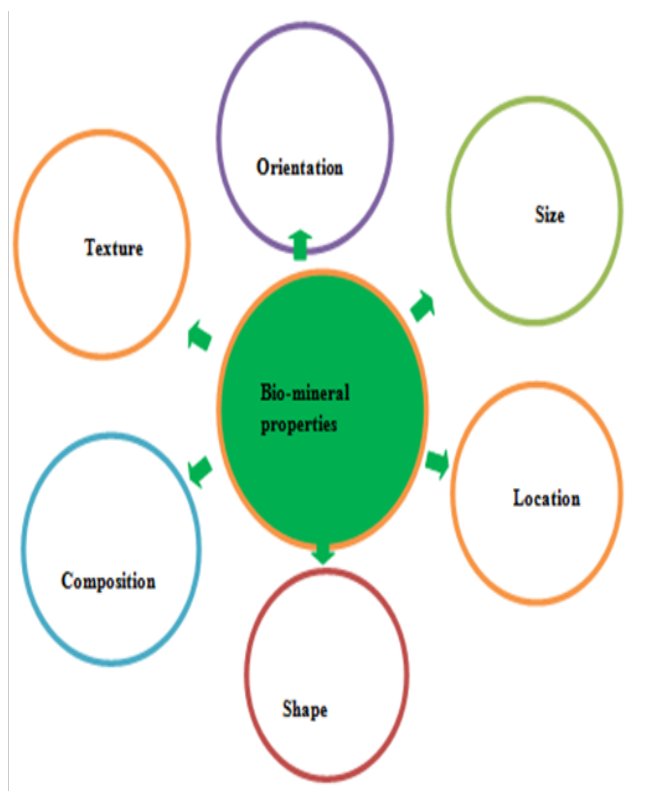 Orientation
Size
Texture
Bio-mineral
properties
Location
Composition
Shape